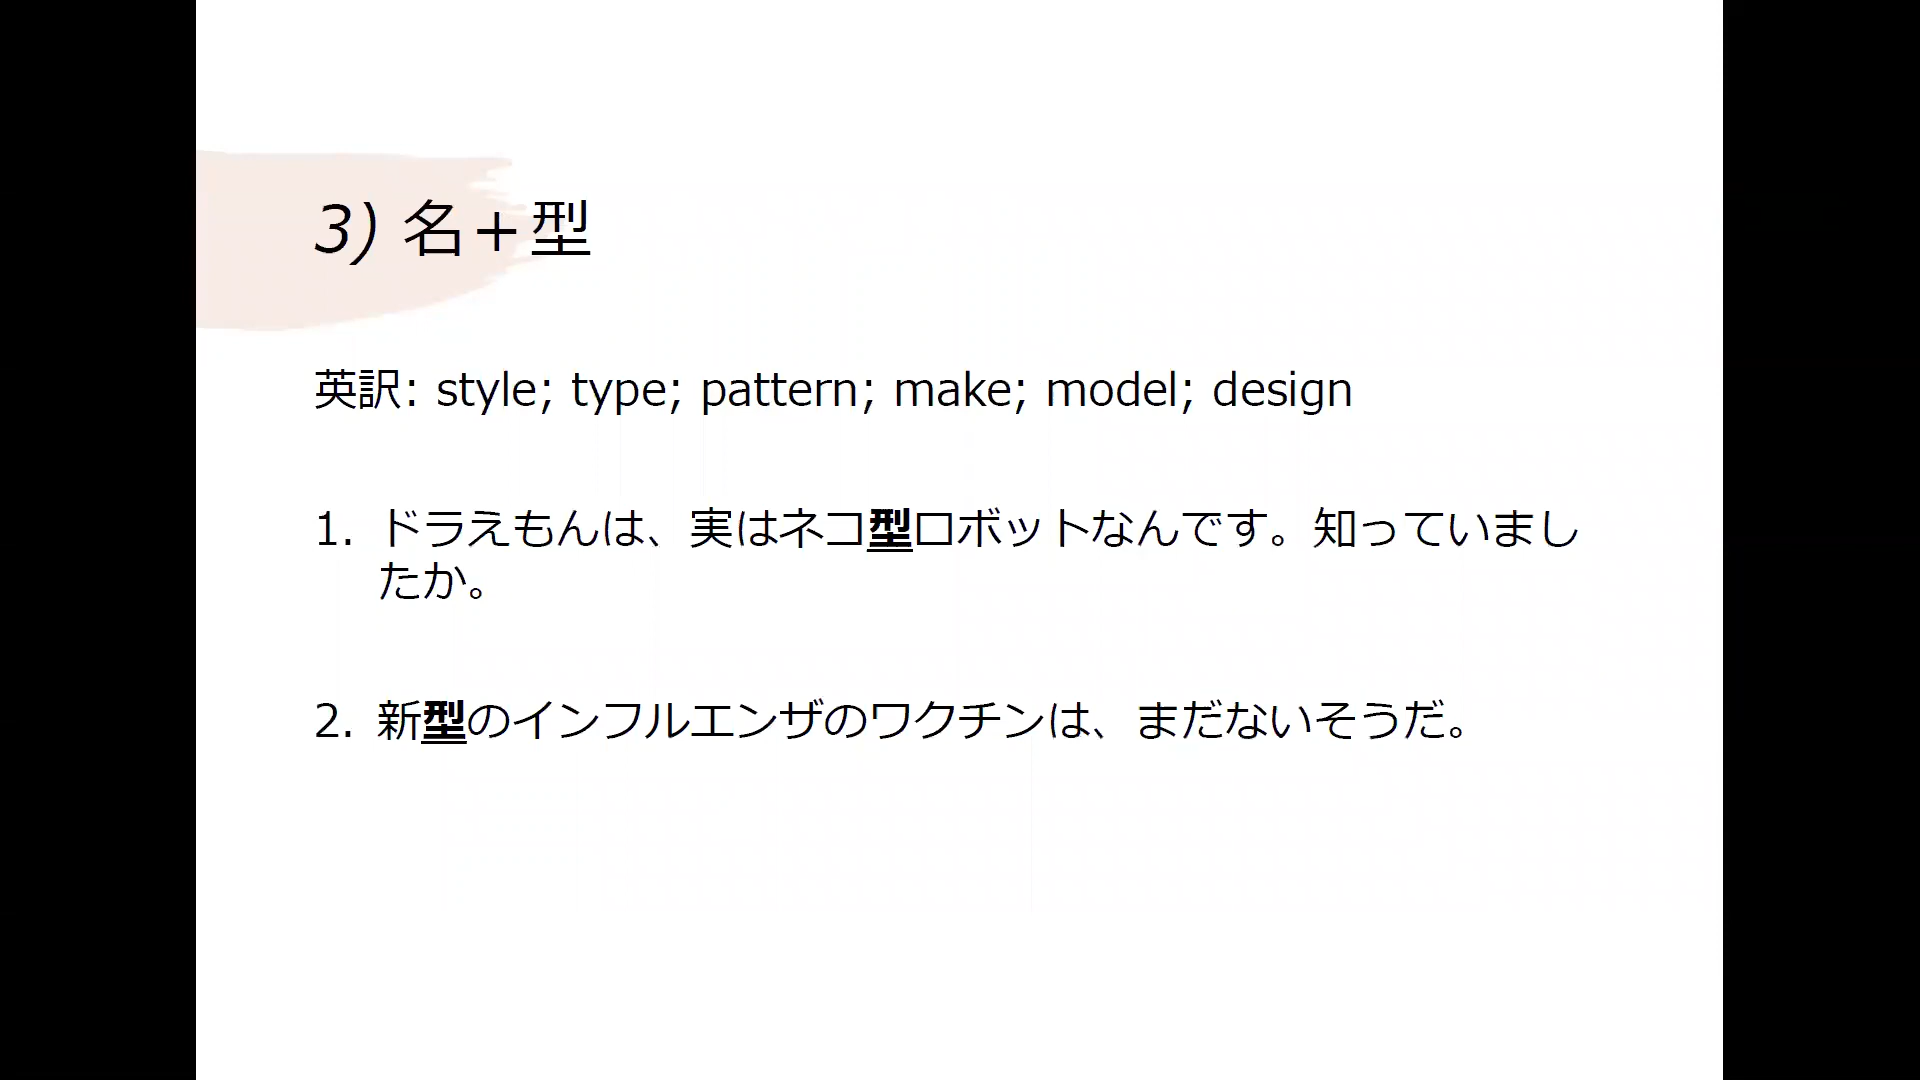 3) 名＋型
英訳: style; type; pattern; make; model; design
1. ドラえもんは、実はネコ型ロボットなんです。知っていまし
たか。
2. 新型のインフルエンザのワクチンは、まだないそうだ。